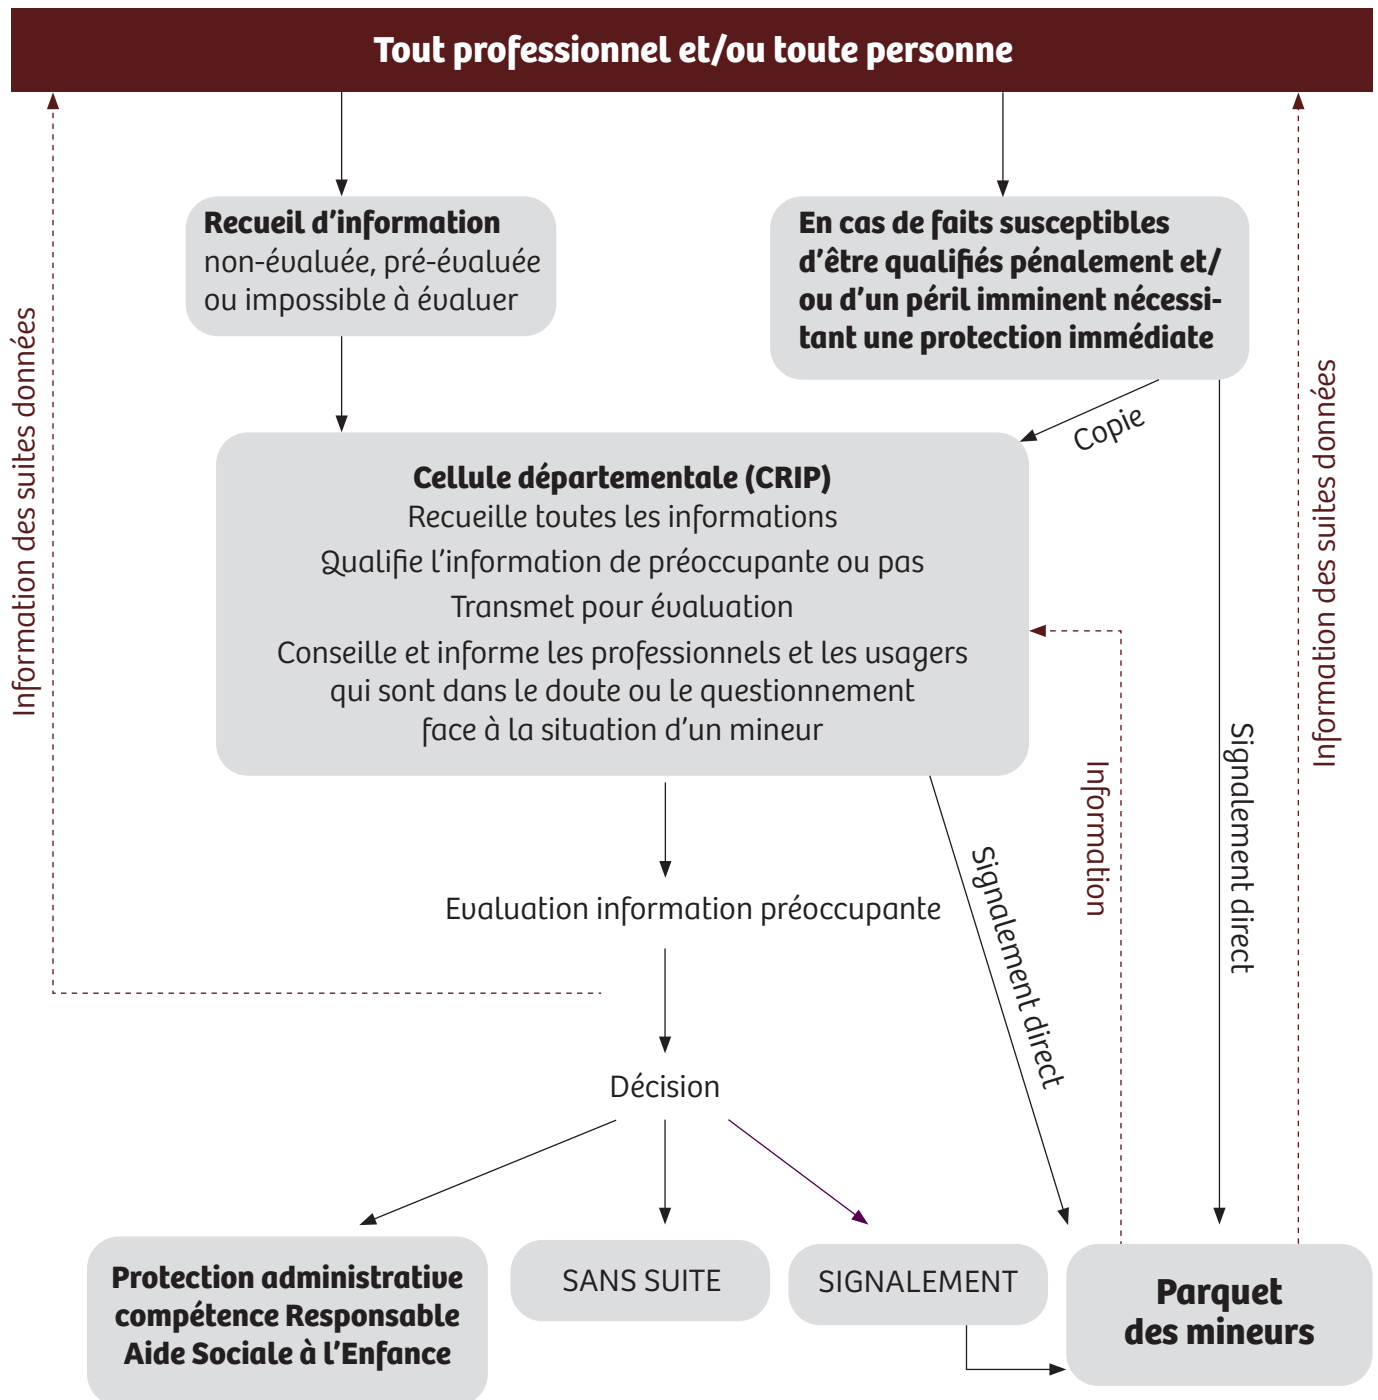 Tout professionnel et/ou toute personne
Recueil d'information
non-évaluée, pré-évaluée
ou impossible à évaluer
En cas de faits susceptibles
d'être qualifiés pénalement et/
ou d'un péril imminent nécessi-
tant une protection immédiate
Information des suites données
Information des suites données
Copie
Cellule départementale (CRIP)
Recueille toutes les informations
Qualifie l'information de préoccupante ou pas
Transmet pour évaluation
Conseille et informe les professionnels et les usagers
qui sont dans le doute ou le questionnement
face à la situation d'un mineur
Signalement direct
Information
Signalement direct
Evaluation information préoccupante
Décision
Protection administrative
compétence Responsable
Aide Sociale à l'Enfance
SANS SUITE
SIGNALEMENT
Parquet
des mineurs